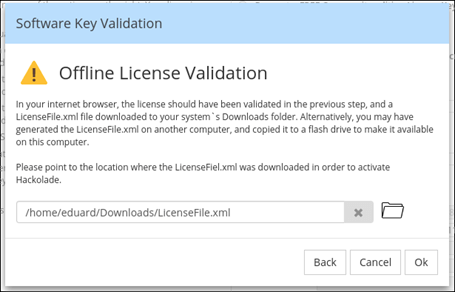 Software Key Validation
Offline License Validation
In your internet browser, the license should have been validated in the previous step, and a
LicenseFile.xml file downloaded to your system`s Downloads folder. Alternatively, you may have
generated the LicenseFile.xml on another computer, and copied it to a flash drive to make it available
on this computer.
Please point to the location where the LicenseFiel.xml was downloaded in order to activate
Hackolade.
/home/eduard/Downloads/LicenseFile.xml
Back
Cancel
Ok